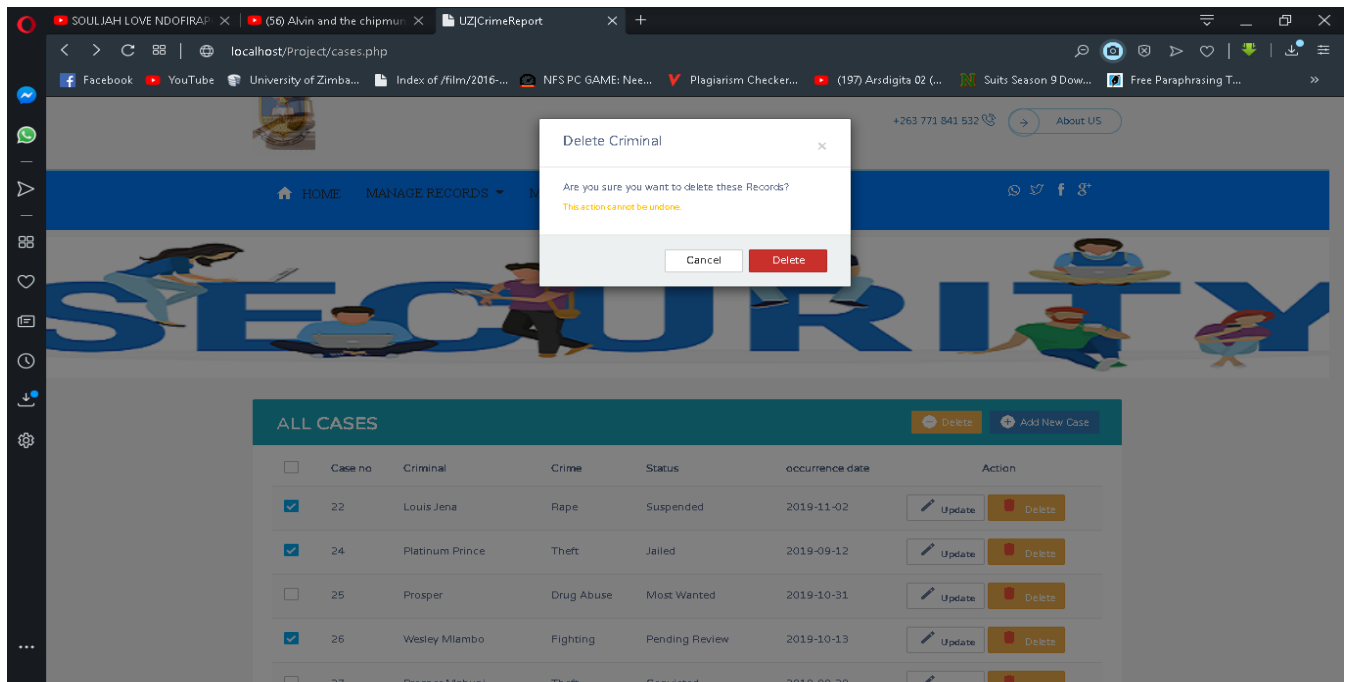 SOULJAH LOVE NDOFIRAP (56) Alvin and the chipmun UZ|CrimeReport
localhost/Project/cases.php
Facebook YouTube University of Zimba... Index of /film/2016-... NFS PC GAME: Nee... Plagiarism Checker... (197) Arsdigita 02 (... Suits Season 9 Dow... Free Paraphrasing T...
+263 771 841 532 About US
Delete Criminal
HOME MANAGE RECORDS
Are you sure you want to delete these Records?
This action cannot be undone.
Cancel Delete
SECURITY
ALL CASES Delete Add New Case
Case no Criminal Crime Status occurrence date Action
22 Louis Jena Rape Suspended 2019-11-02 Update Delete
24 Platinum Prince Theft Jailed 2019-09-12 Update Delete
25 Prosper Drug Abuse Most Wanted 2019-10-31 Update Delete
26 Wesley Mlambo Fighting Pending Review 2019-10-13 Update Delete